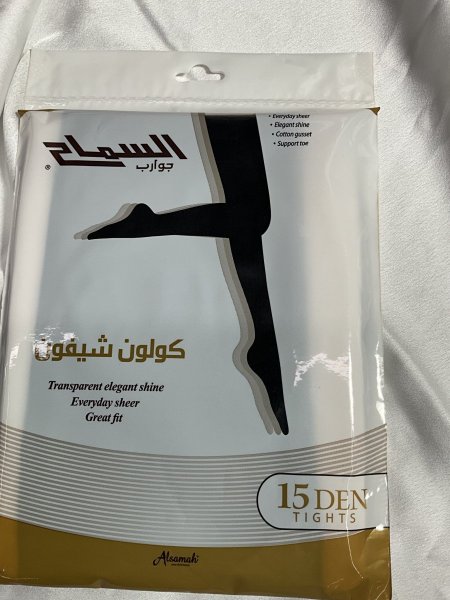 • Everyday sheer
• Elegant shine
• Cotton gusset
• Support toe
السماح
جوارب
®
كولون شيفون
Transparent elegant shine
Everyday sheer
Great fit
15 DEN
TIGHTS
Alsamah